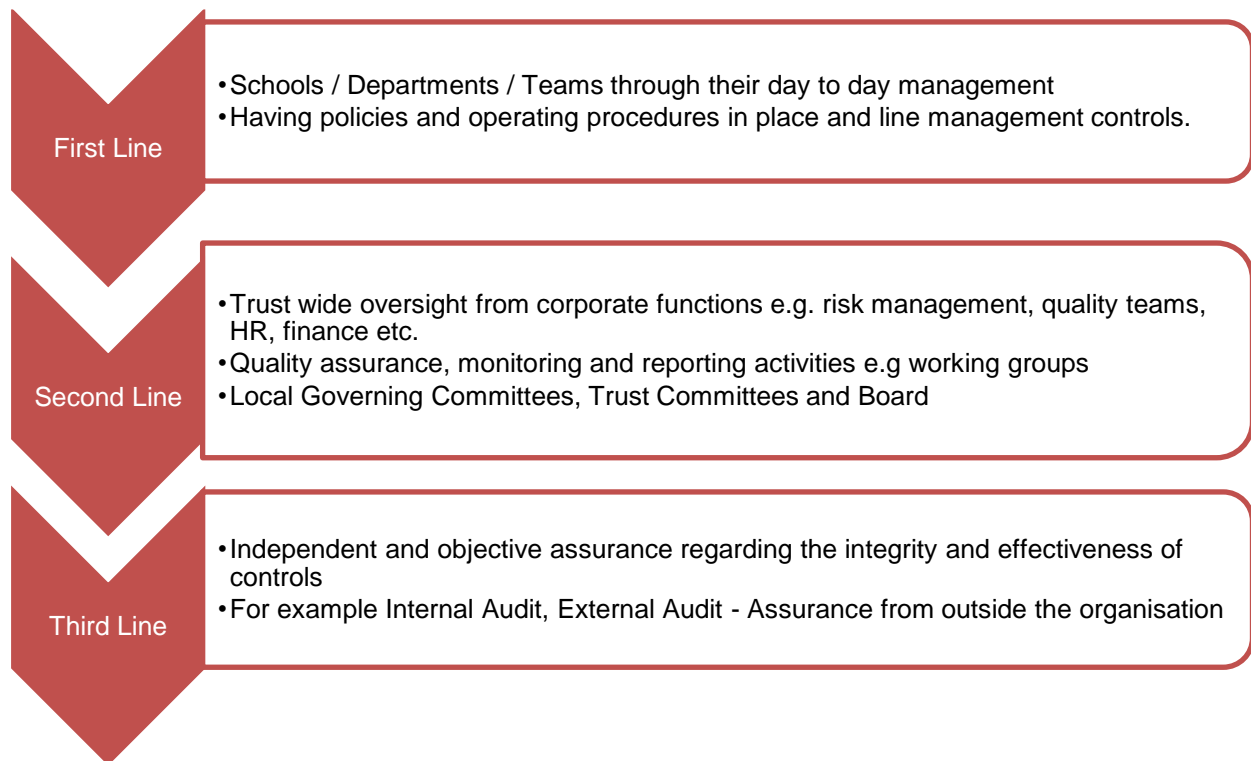 First Line
•Schools / Departments / Teams through their day to day management
•Having policies and operating procedures in place and line management controls.
Second Line
•Trust wide oversight from corporate functions e.g. risk management, quality teams,
HR, finance etc.
•Quality assurance, monitoring and reporting activities e.g working groups
•Local Governing Committees, Trust Committees and Board
Third Line
•Independent and objective assurance regarding the integrity and effectiveness of
controls
•For example Internal Audit, External Audit - Assurance from outside the organisation